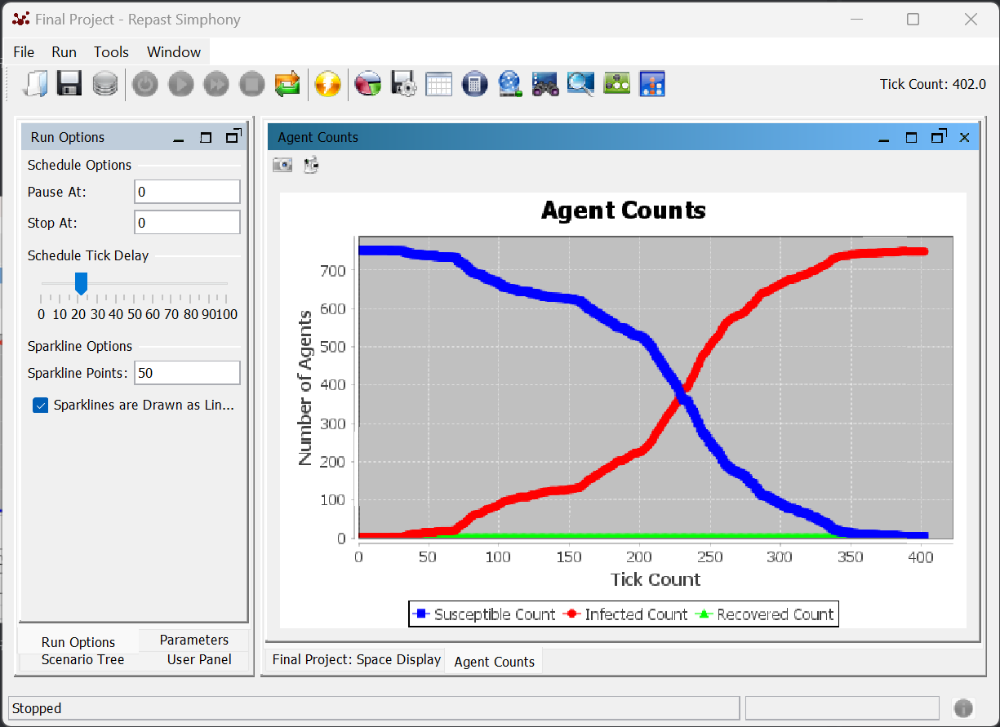 Final Project - Repast Simphony
File Run Tools Window
Tick Count: 402.0
Run Options
Schedule Options
Pause At: 0
Stop At: 0
Schedule Tick Delay
0 10 20 30 40 50 60 70 80 90100
Sparkline Options
Sparkline Points: 50
Sparklines are Drawn as Lin...
Run Options Parameters
Scenario Tree User Panel
Agent Counts
Agent Counts
Number of Agents
700
600
500
400
300
200
100
0
0 50 100 150 200 250 300 350 400
Tick Count
Susceptible Count Infected Count Recovered Count
Final Project: Space Display Agent Counts
Stopped